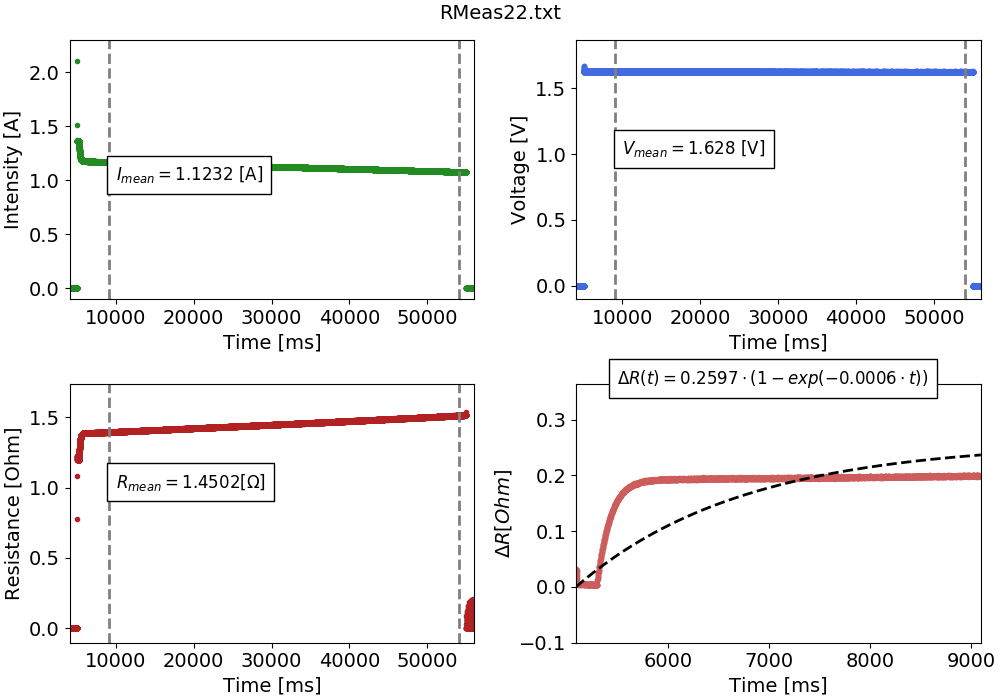 RMeas22.txt
Intensity [A]
2.0
1.5
1.0
0.5
0.0
I_mean = 1.1232 [A]
10000 20000 30000 40000 50000
Time [ms]
Voltage [V]
1.5
1.0
0.5
0.0
V_mean = 1.628 [V]
10000 20000 30000 40000 50000
Time [ms]
Resistance [Ohm]
1.5
1.0
0.5
0.0
R_mean = 1.4502[Ω]
10000 20000 30000 40000 50000
Time [ms]
ΔR(t) = 0.2597 · (1 − exp(−0.0006 · t))
ΔR[Ohm]
0.3
0.2
0.1
0.0
−0.1
6000 7000 8000 9000
Time [ms]